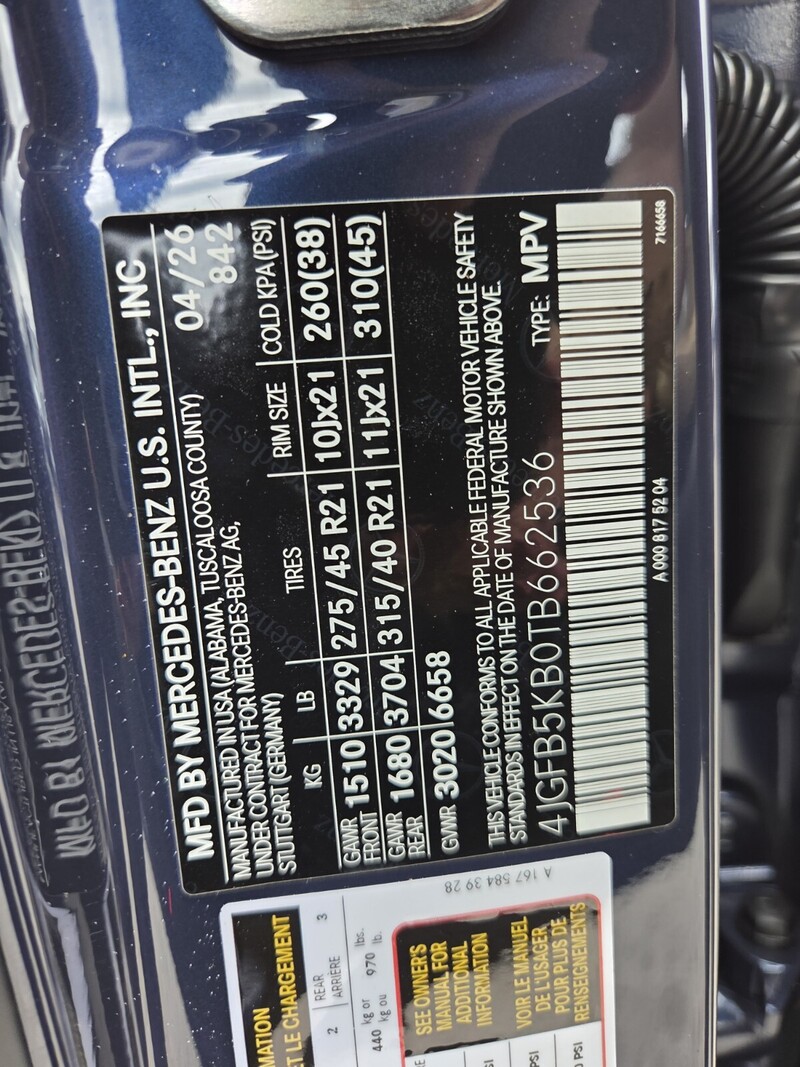 MFD BY MERCEDES-BENZ U.S. INTL., INC
MANUFACTURED IN USA (ALABAMA, TUSCALOOSA COUNTY) 04/26
UNDER CONTRACT FOR MERCEDES-BENZ AG, 842
STUTTGART (GERMANY)
KG LB TIRES RIM SIZE COLD KPA (PSI)
GAWR FRONT 1510 3329 275/45 R21 10Jx21 260(38)
GAWR REAR 1680 3704 315/40 R21 11Jx21 310(45)
GVWR 3020 6658
THIS VEHICLE CONFORMS TO ALL APPLICABLE FEDERAL MOTOR VEHICLE SAFETY
STANDARDS IN EFFECT ON THE DATE OF MANUFACTURE SHOWN ABOVE.
4JGFB5KB0TB662536 TYPE: MPV
A 000 817 52 04 7166658
ET LE CHARGEMENT
2 REAR ARRIÈRE 3
440 kg or kg ou 970 lbs. lb.
SEE OWNER'S
MANUAL FOR
ADDITIONAL
INFORMATION
VOIR LE MANUEL
DE L'USAGER
POUR PLUS DE
RENSEIGNEMENTS
PSI
PSI
A 167 584 39 28